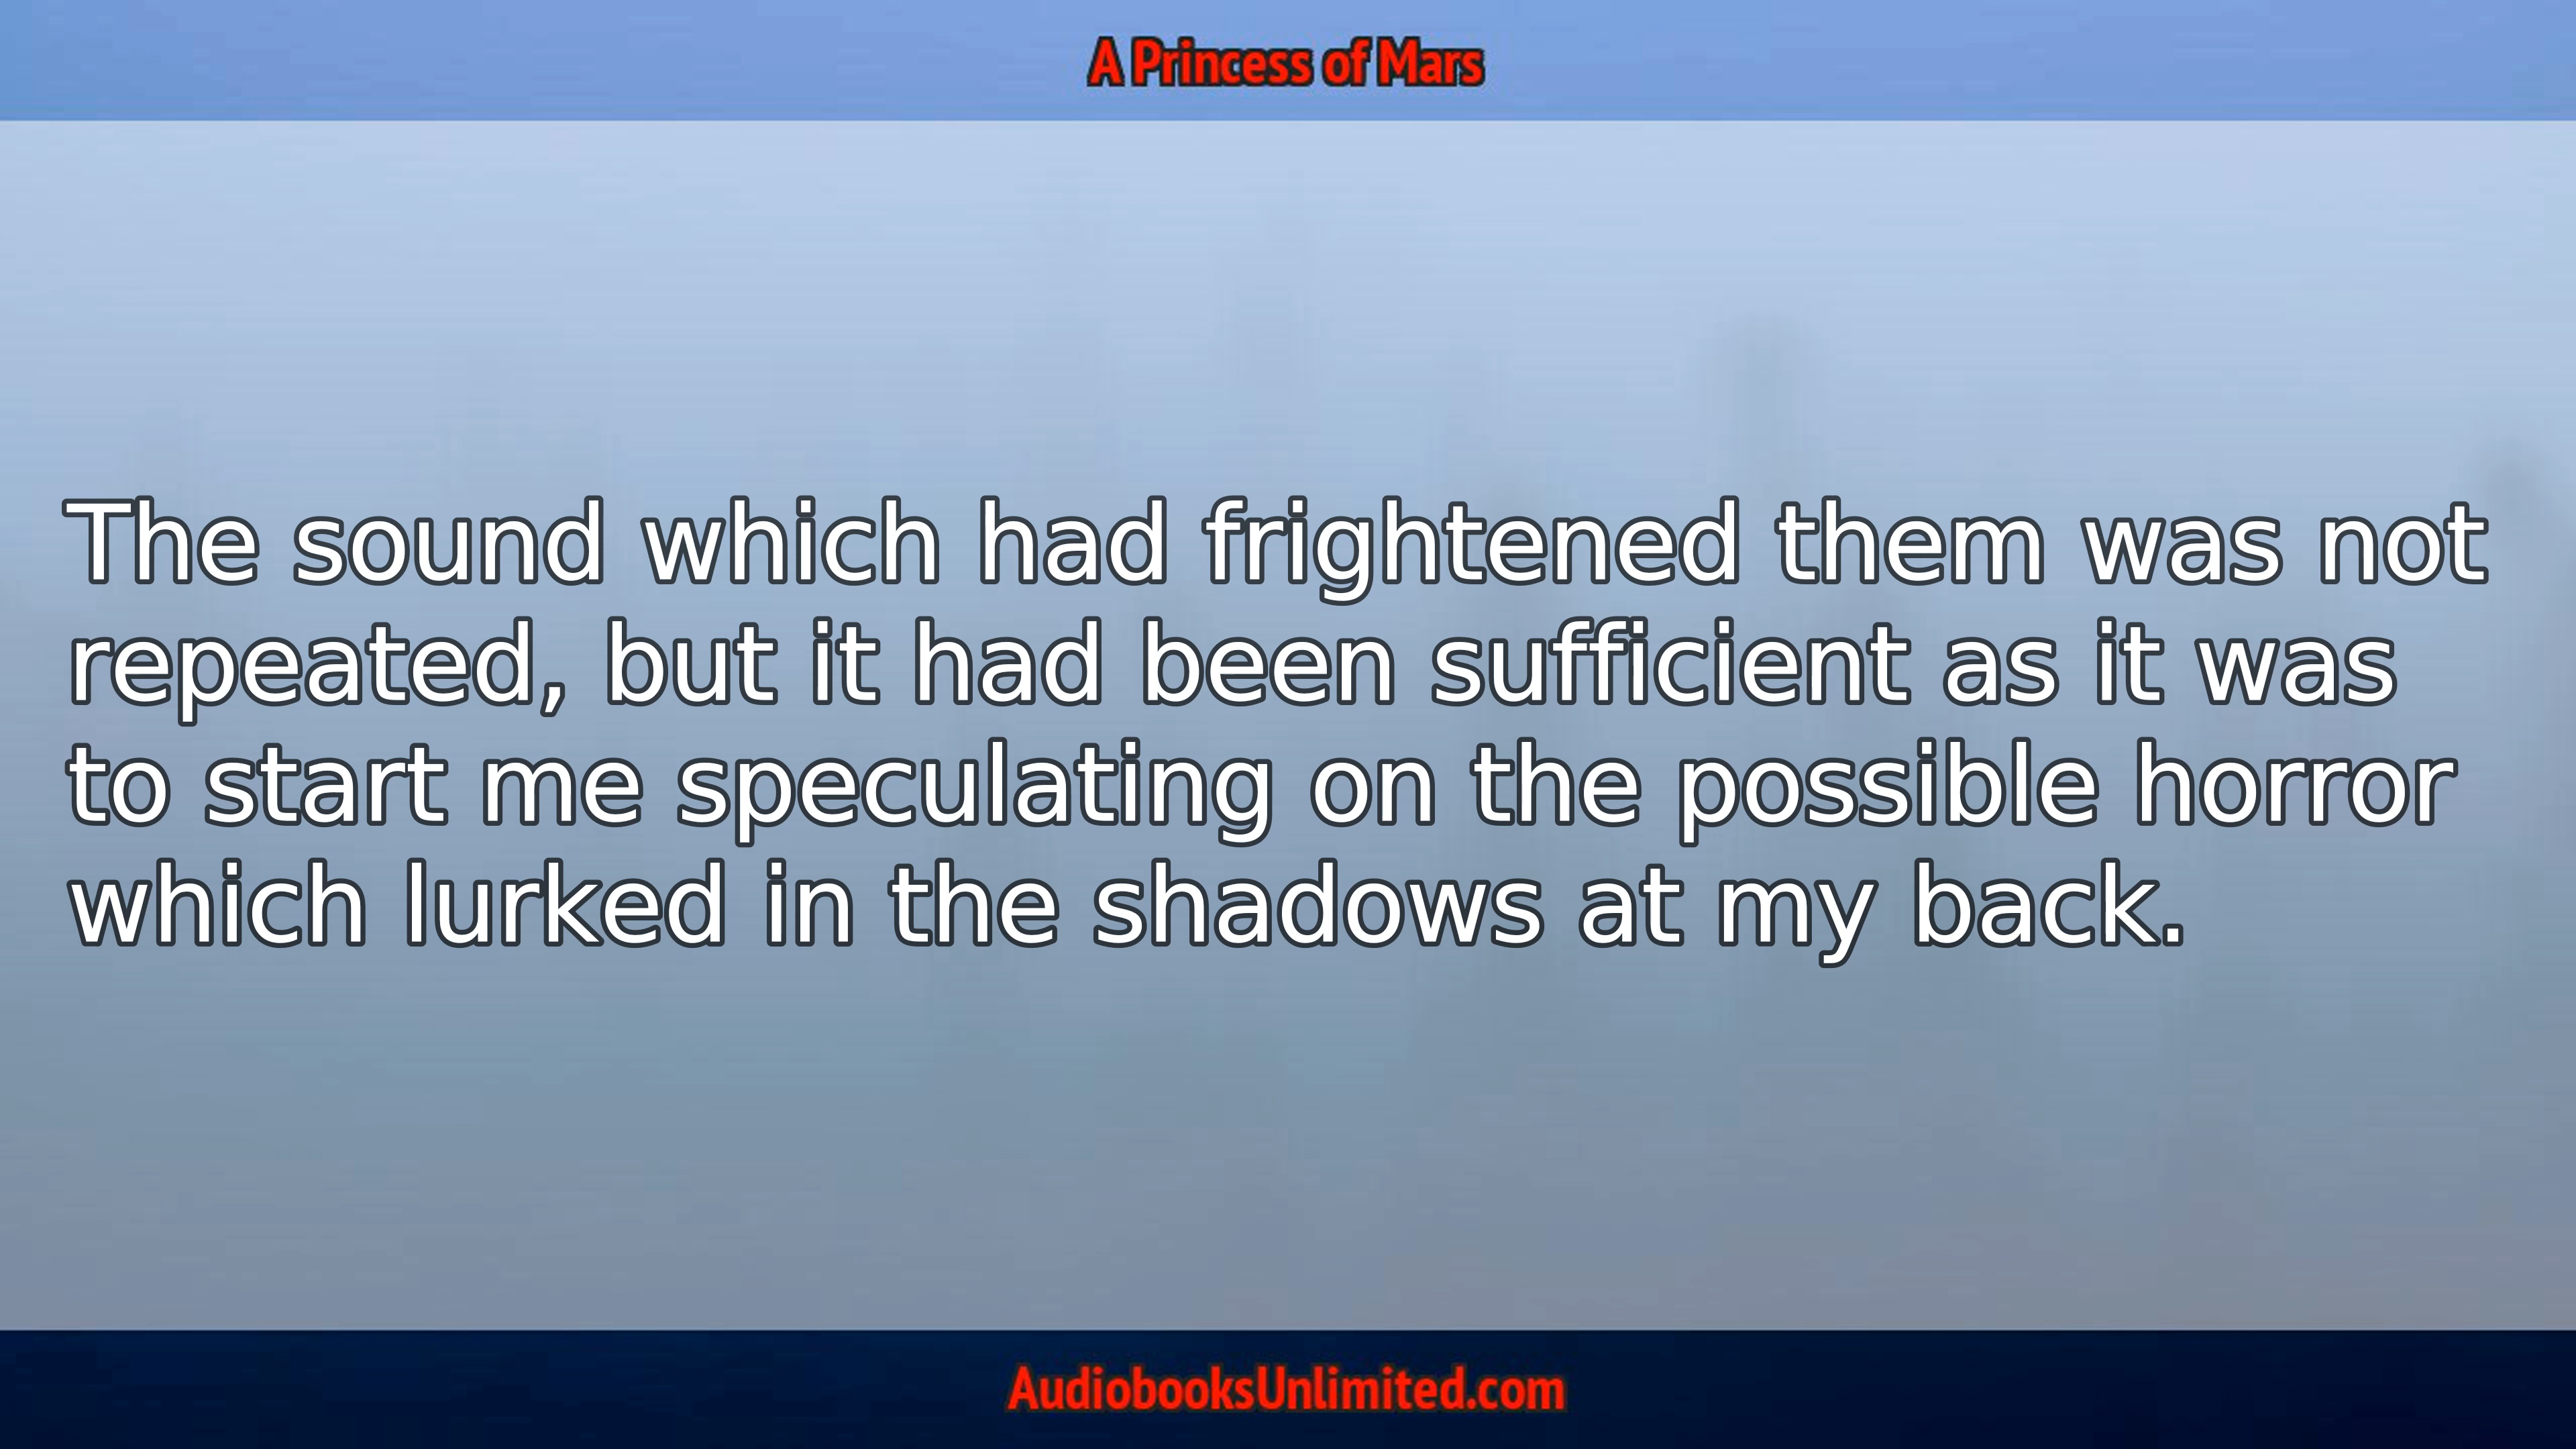 A Princess of Mars
The sound which had frightened them was not
repeated, but it had been sufficient as it was
to start me speculating on the possible horror
which lurked in the shadows at my back.
AudiobooksUnlimited.com